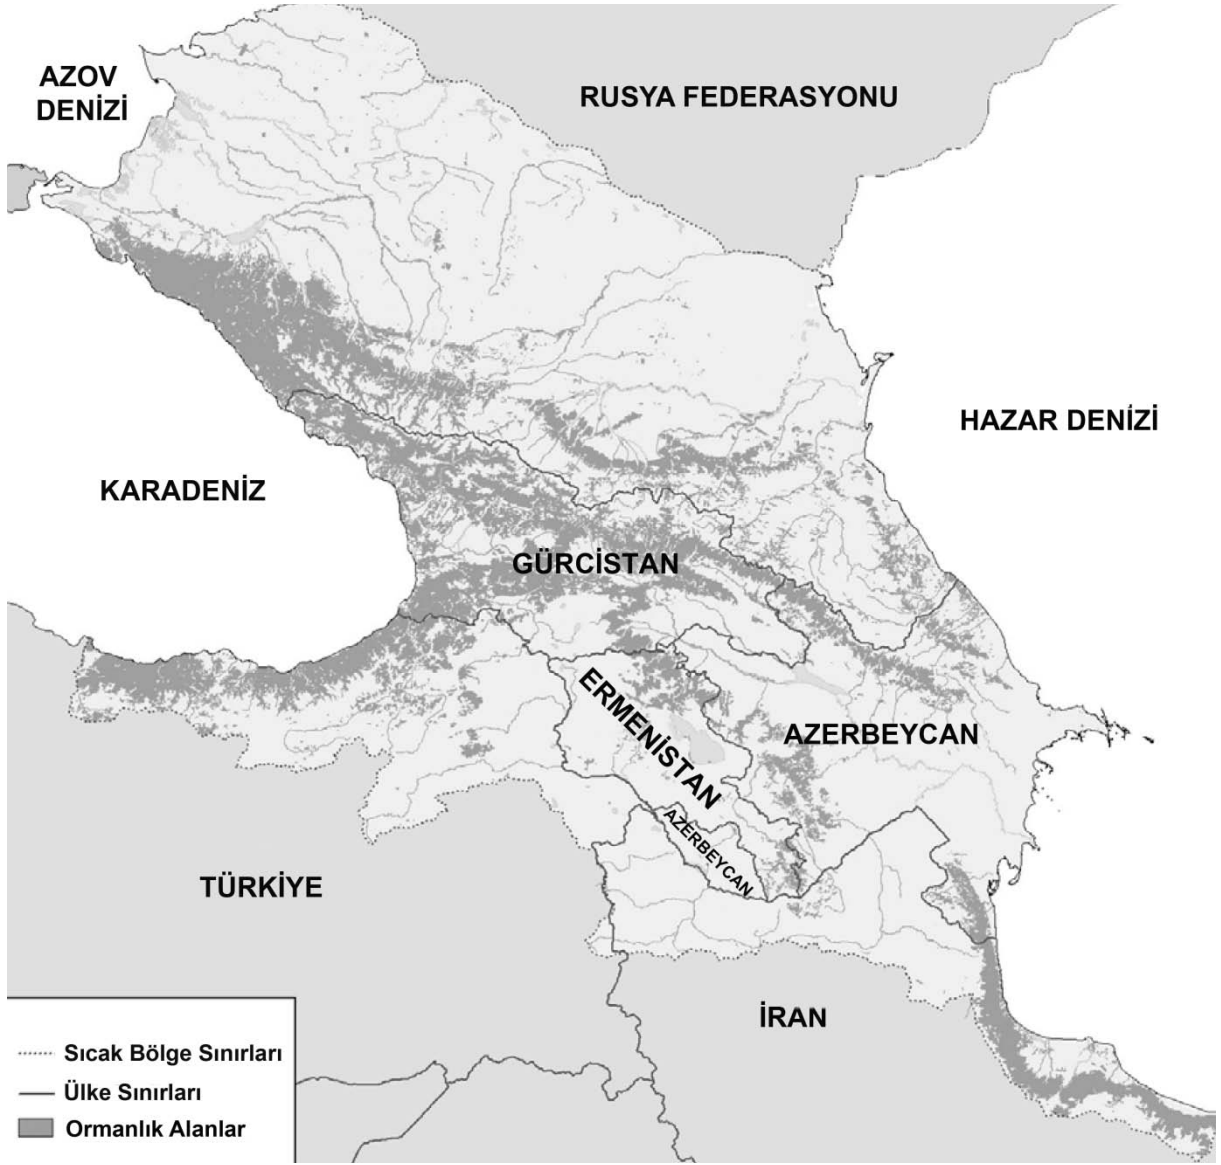 AZOV
DENİZİ
RUSYA FEDERASYONU
HAZAR DENİZİ
KARADENİZ
GÜRCİSTAN
ERMENİSTAN
AZERBEYCAN
AZERBEYCAN
TÜRKİYE
İRAN
Sıcak Bölge Sınırları
Ülke Sınırları
Ormanlık Alanlar